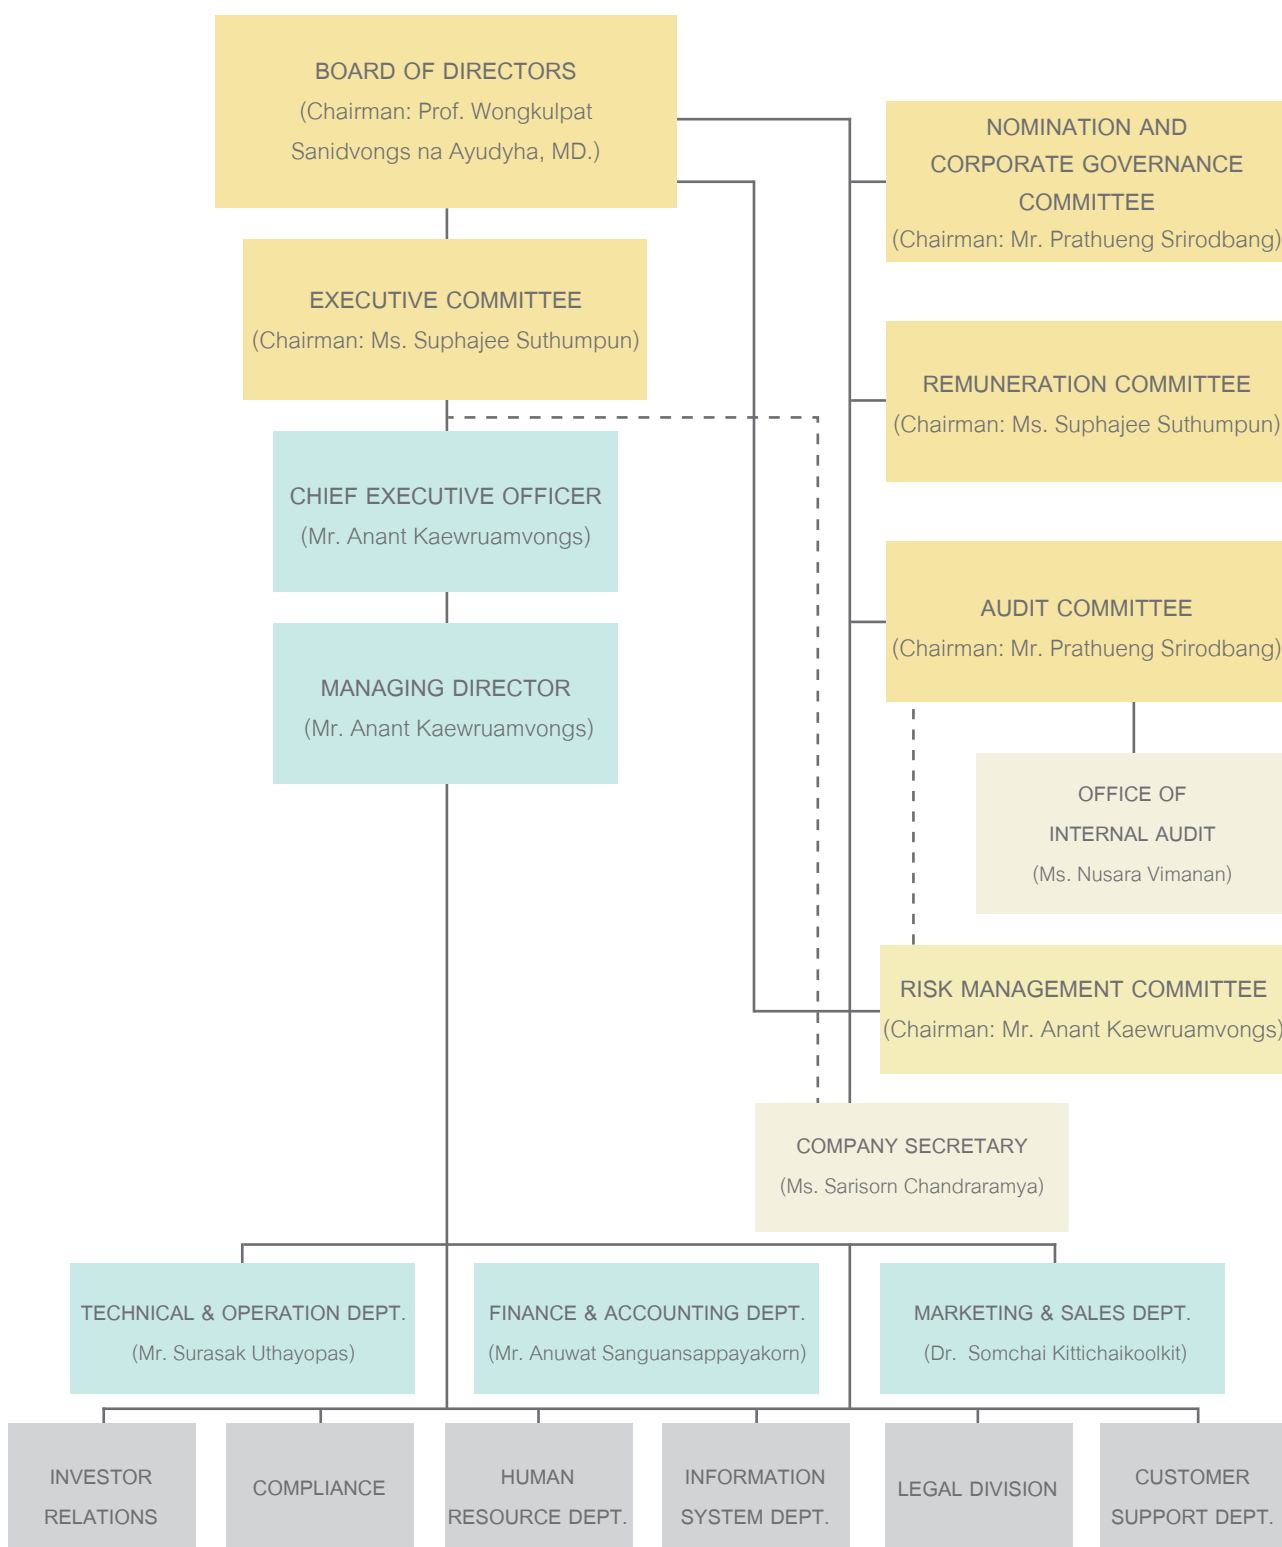 BOARD OF DIRECTORS
(Chairman: Prof. Wongkulpat
Sanidvongs na Ayudyha, MD.)
NOMINATION AND
CORPORATE GOVERNANCE
COMMITTEE
(Chairman: Mr. Prathueng Srirodbang)
EXECUTIVE COMMITTEE
(Chairman: Ms. Suphajee Suthumpun)
REMUNERATION COMMITTEE
(Chairman: Ms. Suphajee Suthumpun)
CHIEF EXECUTIVE OFFICER
(Mr. Anant Kaewruamvongs)
AUDIT COMMITTEE
(Chairman: Mr. Prathueng Srirodbang)
MANAGING DIRECTOR
(Mr. Anant Kaewruamvongs)
OFFICE OF
INTERNAL AUDIT
(Ms. Nusara Vimanan)
RISK MANAGEMENT COMMITTEE
(Chairman: Mr. Anant Kaewruamvongs)
COMPANY SECRETARY
(Ms. Sarisorn Chandraramya)
TECHNICAL & OPERATION DEPT.
(Mr. Surasak Uthayopas)
FINANCE & ACCOUNTING DEPT.
(Mr. Anuwat Sanguansappayakorn)
MARKETING & SALES DEPT.
(Dr.  Somchai Kittichaikoolkit)
INVESTOR
RELATIONS
COMPLIANCE
HUMAN
RESOURCE DEPT.
INFORMATION
SYSTEM DEPT.
LEGAL DIVISION
CUSTOMER
SUPPORT DEPT.